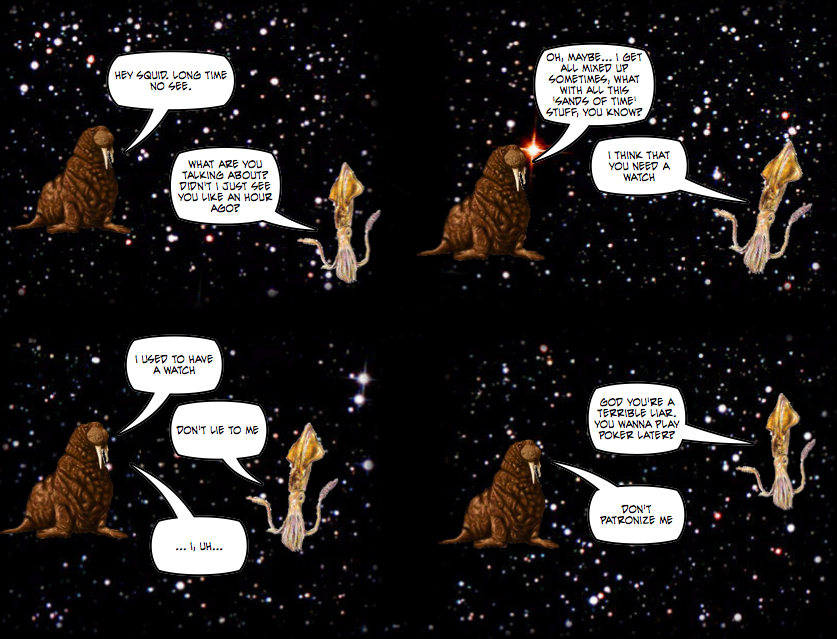 HEY SQUID. LONG TIME
NO SEE.
WHAT ARE YOU
TALKING ABOUT?
DIDN'T I JUST SEE
YOU LIKE AN HOUR
AGO?
OH, MAYBE... I GET
ALL MIXED UP
SOMETIMES, WHAT
WITH ALL THIS
'SANDS OF TIME'
STUFF, YOU KNOW?
I THINK THAT
YOU NEED A
WATCH
I USED TO HAVE
A WATCH
DON'T LIE TO ME
... I, UH...
GOD YOU'RE A
TERRIBLE LIAR.
YOU WANNA PLAY
POKER LATER?
DON'T
PATRONIZE ME